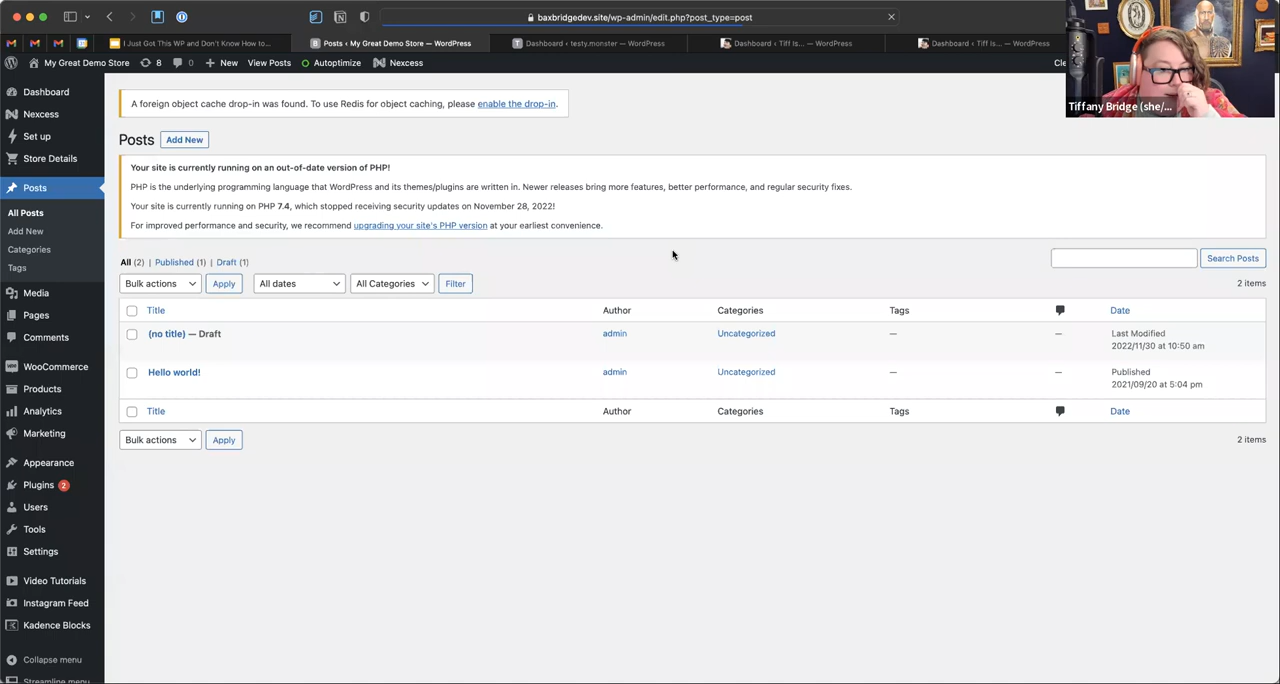 baxbridgedev.site/wp-admin/edit.php?post_type=post
I Just Got This WP and Don't Know How to...
Posts ‹ My Great Demo Store — WordPress
Dashboard ‹ testy.monster — WordPress
Dashboard ‹ Tiff Is... — WordPress
Dashboard ‹ Tiff Is... — WordPress
My Great Demo Store 8 0 + New View Posts Autoptimize Nexcess
Tiffany Bridge (she/...
Dashboard
Nexcess
Set up
Store Details
Posts
All Posts
Add New
Categories
Tags
Media
Pages
Comments
WooCommerce
Products
Analytics
Marketing
Appearance
Plugins 2
Users
Tools
Settings
Video Tutorials
Instagram Feed
Kadence Blocks
Collapse menu
Streamline menu
A foreign object cache drop-in was found. To use Redis for object caching, please enable the drop-in.
Posts Add New
Your site is currently running on an out-of-date version of PHP!
PHP is the underlying programming language that WordPress and its themes/plugins are written in. Newer releases bring more features, better performance, and regular security fixes.
Your site is currently running on PHP 7.4, which stopped receiving security updates on November 28, 2022!
For improved performance and security, we recommend upgrading your site's PHP version at your earliest convenience.
All (2) | Published (1) | Draft (1)
Search Posts
Bulk actions Apply All dates All Categories Filter
2 items
Title Author Categories Tags Date
(no title) — Draft admin Uncategorized — — Last Modified
2022/11/30 at 10:50 am
Hello world! admin Uncategorized — — Published
2021/09/20 at 5:04 pm
Title Author Categories Tags Date
Bulk actions Apply
2 items